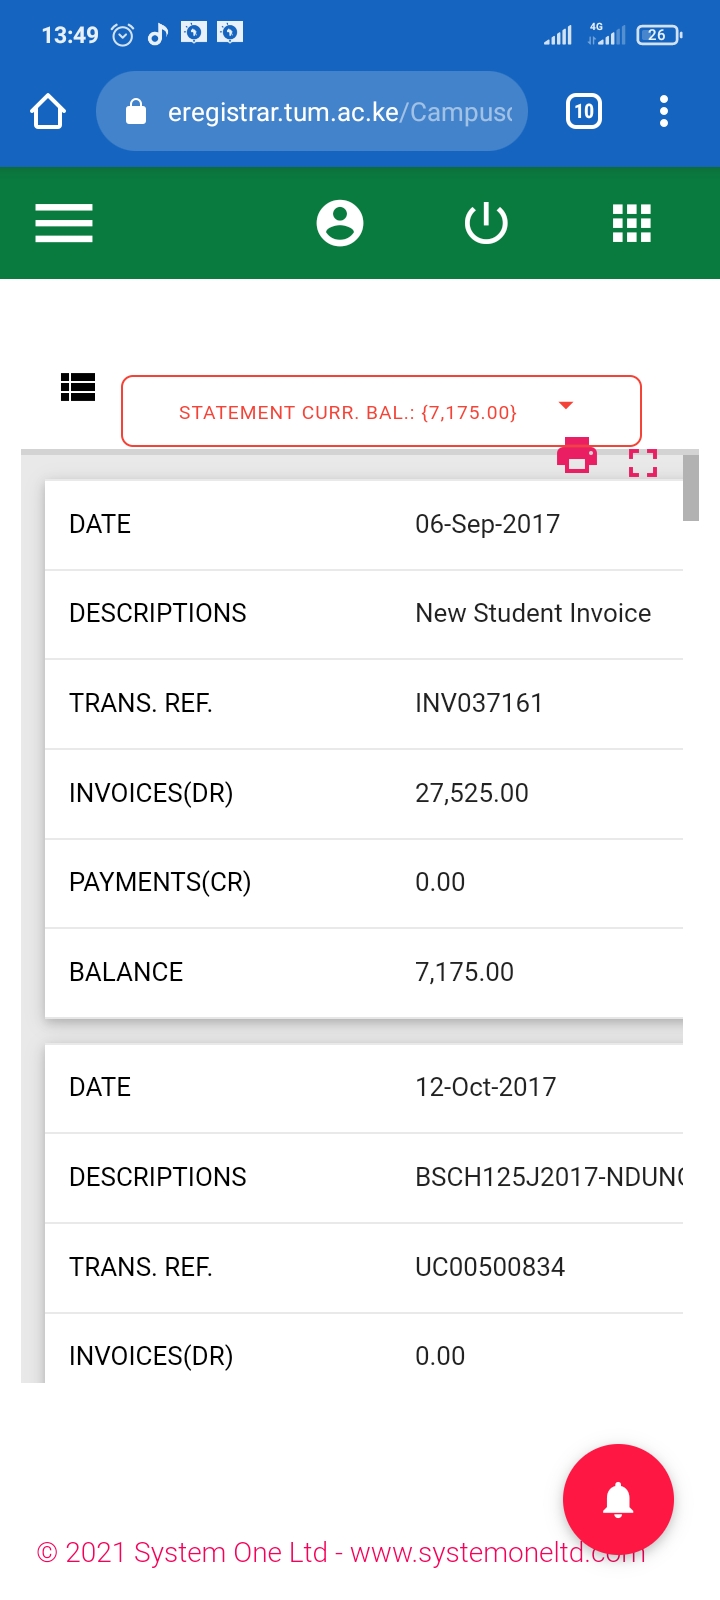 13:49
4G
26
eregistrar.tum.ac.ke/Campus
10
STATEMENT CURR. BAL.: {7,175.00}
DATE 06-Sep-2017
DESCRIPTIONS New Student Invoice
TRANS. REF. INV037161
INVOICES(DR) 27,525.00
PAYMENTS(CR) 0.00
BALANCE 7,175.00
DATE 12-Oct-2017
DESCRIPTIONS BSCH125J2017-NDUN
TRANS. REF. UC00500834
INVOICES(DR) 0.00
© 2021 System One Ltd - www.systemoneltd.com